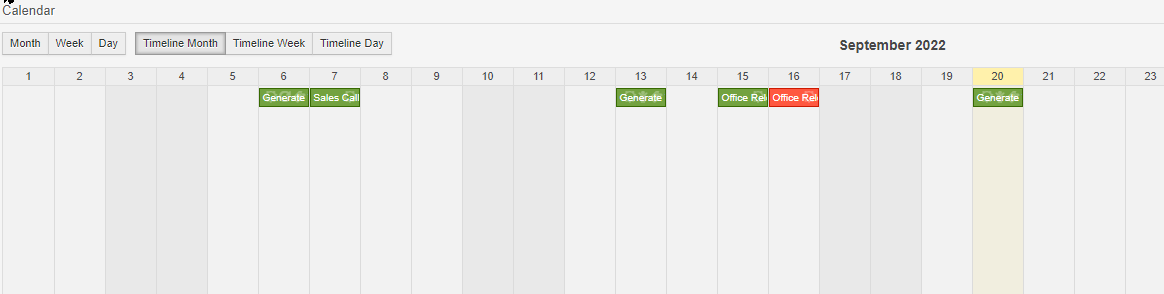 Calendar
Month Week Day Timeline Month Timeline Week Timeline Day September 2022
1 2 3 4 5 6 7 8 9 10 11 12 13 14 15 16 17 18 19 20 21 22 23
Generate Sales Call Generate Office Rel Office Rel Generate